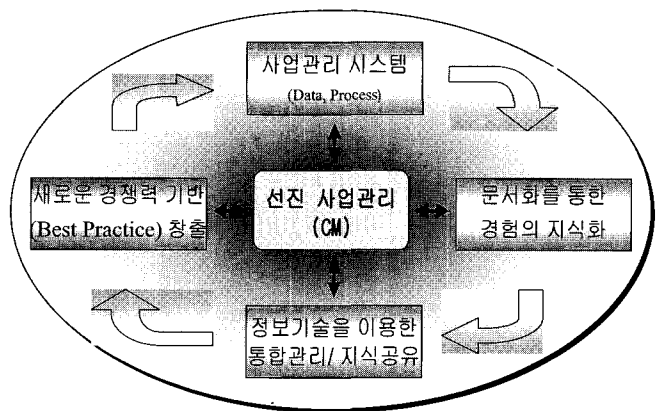 사업관리 시스템
(Data, Process)
새로운 경쟁력 기반
(Best Practice) 창출
선진 사업관리
(CM)
문서화를 통한
경험의 지식화
정보기술을 이용한
통합관리/ 지식공유